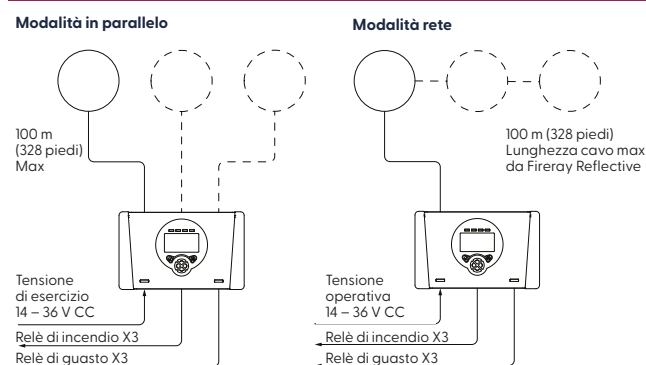 Modalità in parallelo
100 m
(328 piedi)
Max
Tensione
di esercizio
14 – 36 V CC
Relè di incendio X3
Relè di guasto X3
Modalità rete
100 m (328 piedi)
Lunghezza cavo max
da Fireray Reflective
Tensione
operativa
14 – 36 V CC
Relè di incendio X3
Relè di guasto X3